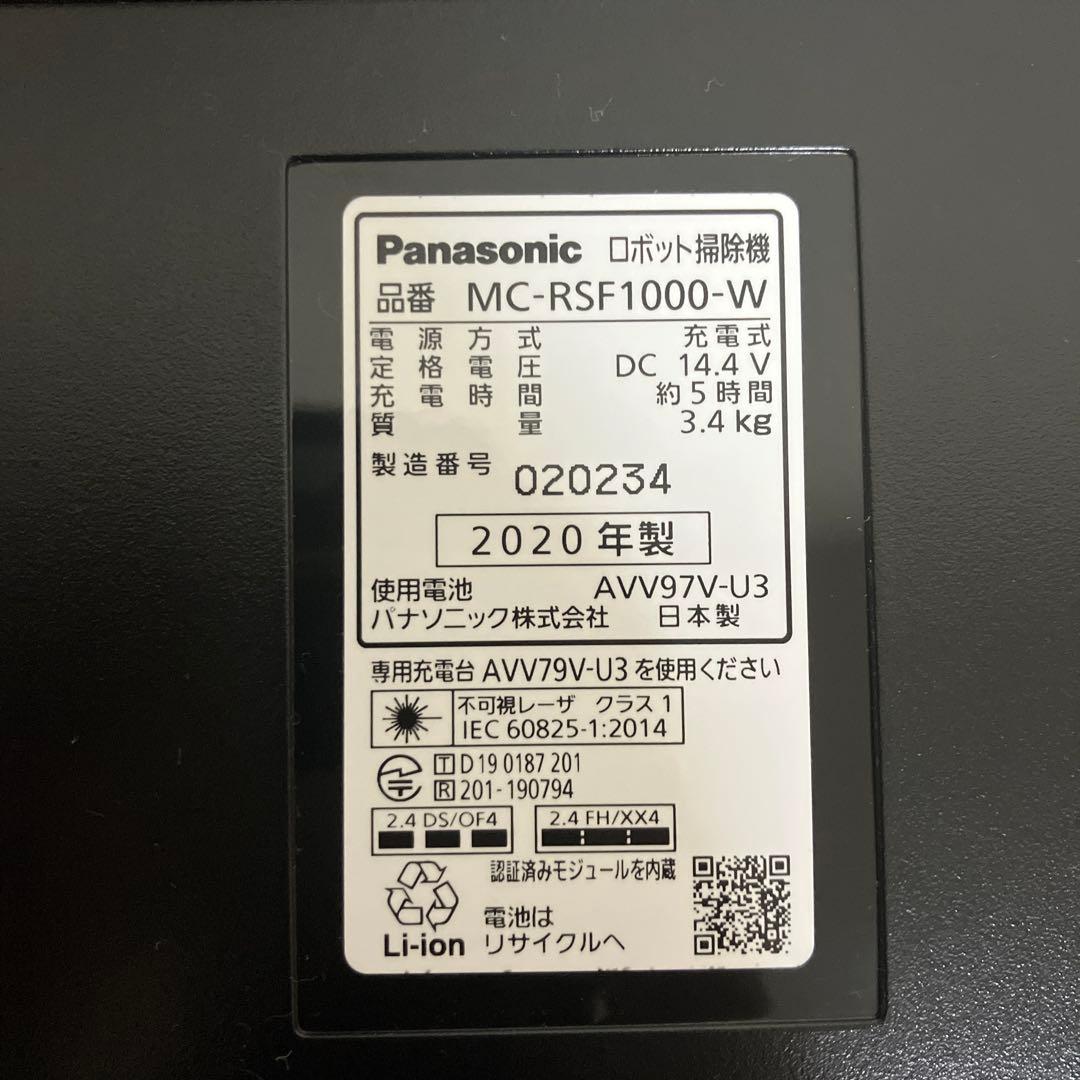 Panasonic ロボット掃除機
品番 MC-RSF1000-W
電源方式 充電式
定格電圧 DC 14.4 V
充電時間 約5時間
質量 3.4 kg
製造番号 020234
2020年製
使用電池 AVV97V-U3
パナソニック株式会社 日本製
専用充電台 AVV79V-U3 を使用ください
不可視レーザ クラス1
IEC 60825-1:2014
T D 19 0187 201
R 201-190794
2.4 DS/OF4 2.4 FH/XX4
認証済みモジュールを内蔵
電池は
リサイクルへ
Li-ion